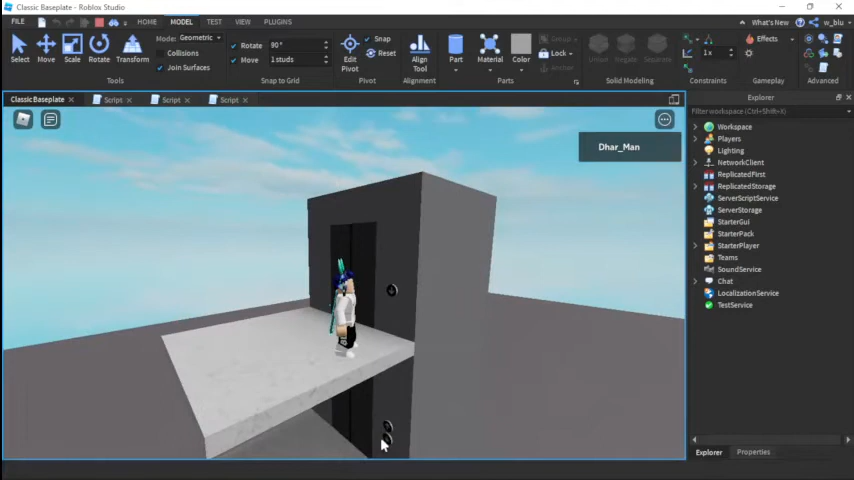 Classic Baseplate - Roblox Studio
FILE HOME MODEL TEST VIEW PLUGINS What's New w_blu
Select Move Scale Rotate Transform
Mode: Geometric
Collisions
Join Surfaces
Tools
Rotate 90°
Move 1 studs
Snap to Grid
Edit Pivot
Snap
Reset
Pivot
Align Tool
Alignment
Part Material Color
Group
Lock
Anchor
Parts
Union Negate Separate
Solid Modeling
1x
Constraints
Effects
Gameplay
Advanced
ClassicBaseplate Script Script Script
Dhar_Man
Explorer
Filter workspace (Ctrl+Shift+X)
Workspace
Players
Lighting
NetworkClient
ReplicatedFirst
ReplicatedStorage
ServerScriptService
ServerStorage
StarterGui
StarterPack
StarterPlayer
Teams
SoundService
Chat
LocalizationService
TestService
Explorer Properties